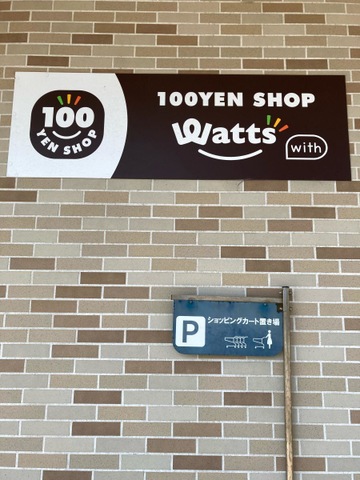 100
YEN SHOP
100YEN SHOP
Watts
with
P
ショッピングカート置き場